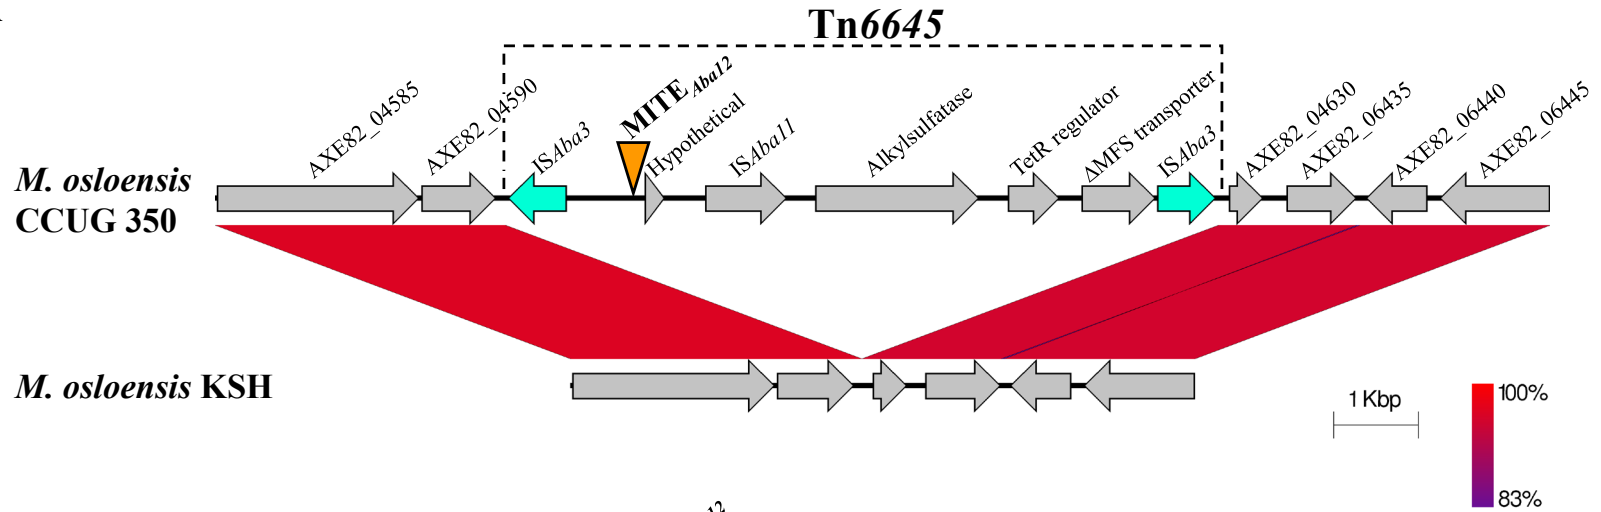 Tn6645
AXE82_04585
AXE82_04590
ISAba3
MITE Aba12
Hypothetical
ISAba11
Alkylsulfatase
TetR regulator
ΔMFS transporter
ISAba3
AXE82_04630
AXE82_06435
AXE82_06440
AXE82_06445
M. osloensis
CCUG 350
M. osloensis KSH
1 Kbp
100%
83%
12